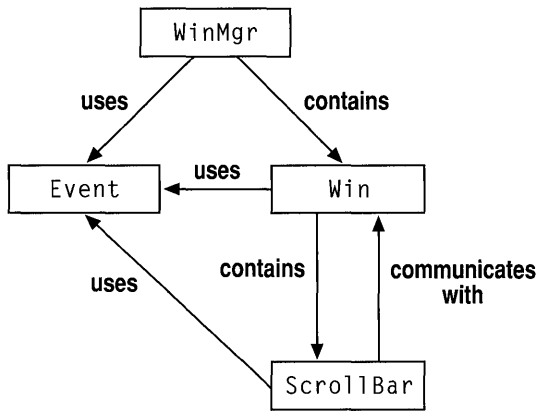 WinMgr
uses
contains
Event
uses
Win
uses
contains
communicates
with
ScrollBar